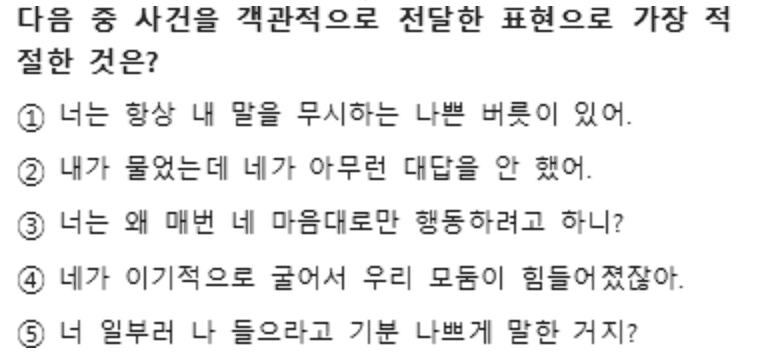 다음 중 사건을 객관적으로 전달한 표현으로 가장 적
절한 것은?
① 너는 항상 내 말을 무시하는 나쁜 버릇이 있어.
② 내가 물었는데 네가 아무런 대답을 안 했어.
③ 너는 왜 매번 네 마음대로만 행동하려고 하니?
④ 네가 이기적으로 굴어서 우리 모둠이 힘들어졌잖아.
⑤ 너 일부러 나 들으라고 기분 나쁘게 말한 거지?